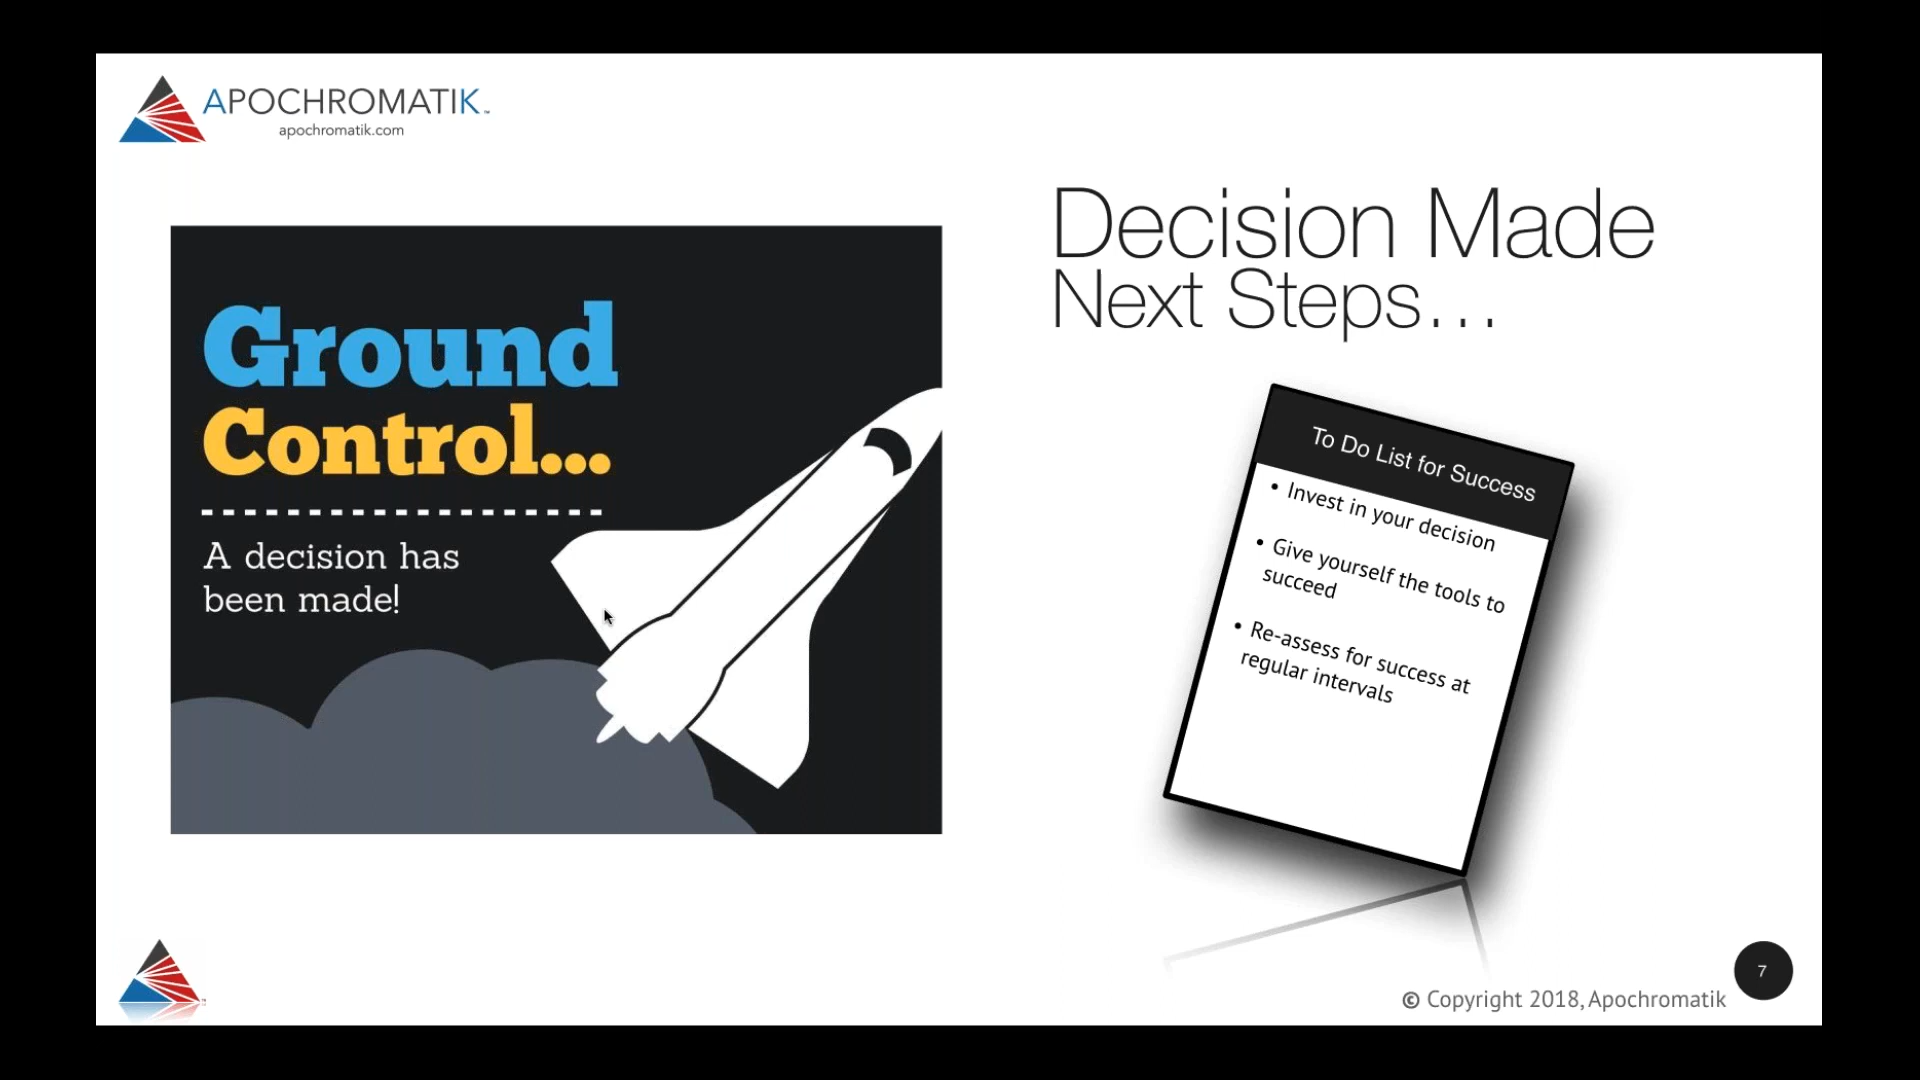 APOCHROMATIK™
apochromatik.com
Decision Made
Next Steps...
Ground
Control...
A decision has
been made!
To Do List for Success
• Invest in your decision
• Give yourself the tools to
succeed
• Re-assess for success at
regular intervals
7
© Copyright 2018, Apochromatik